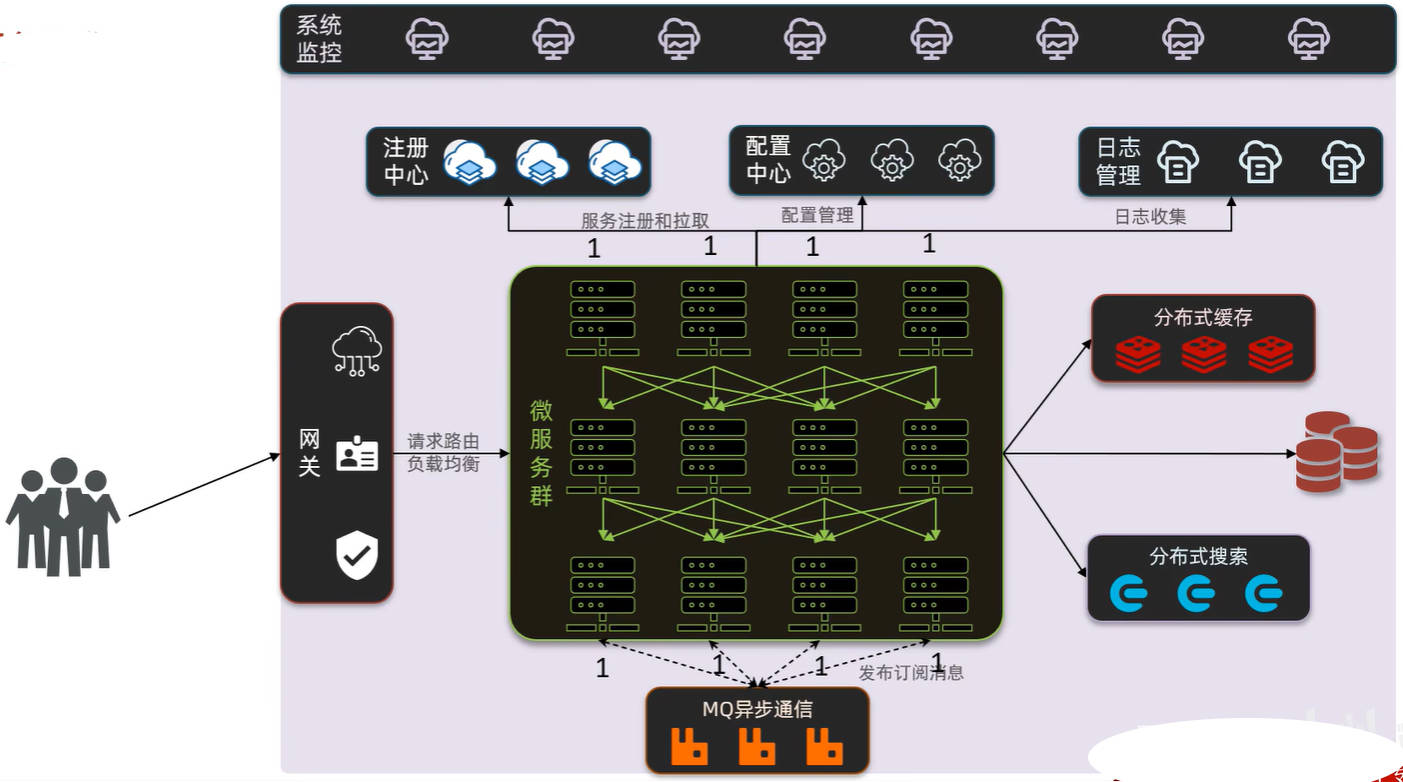 系统
监控
注册
中心
配置
中心
日志
管理
服务注册和拉取
配置管理
日志收集
1
1
1
1
网
关
请求路由
负载均衡
微
服
务
群
分布式缓存
分布式搜索
1
1
1
1
发布订阅消息
MQ异步通信